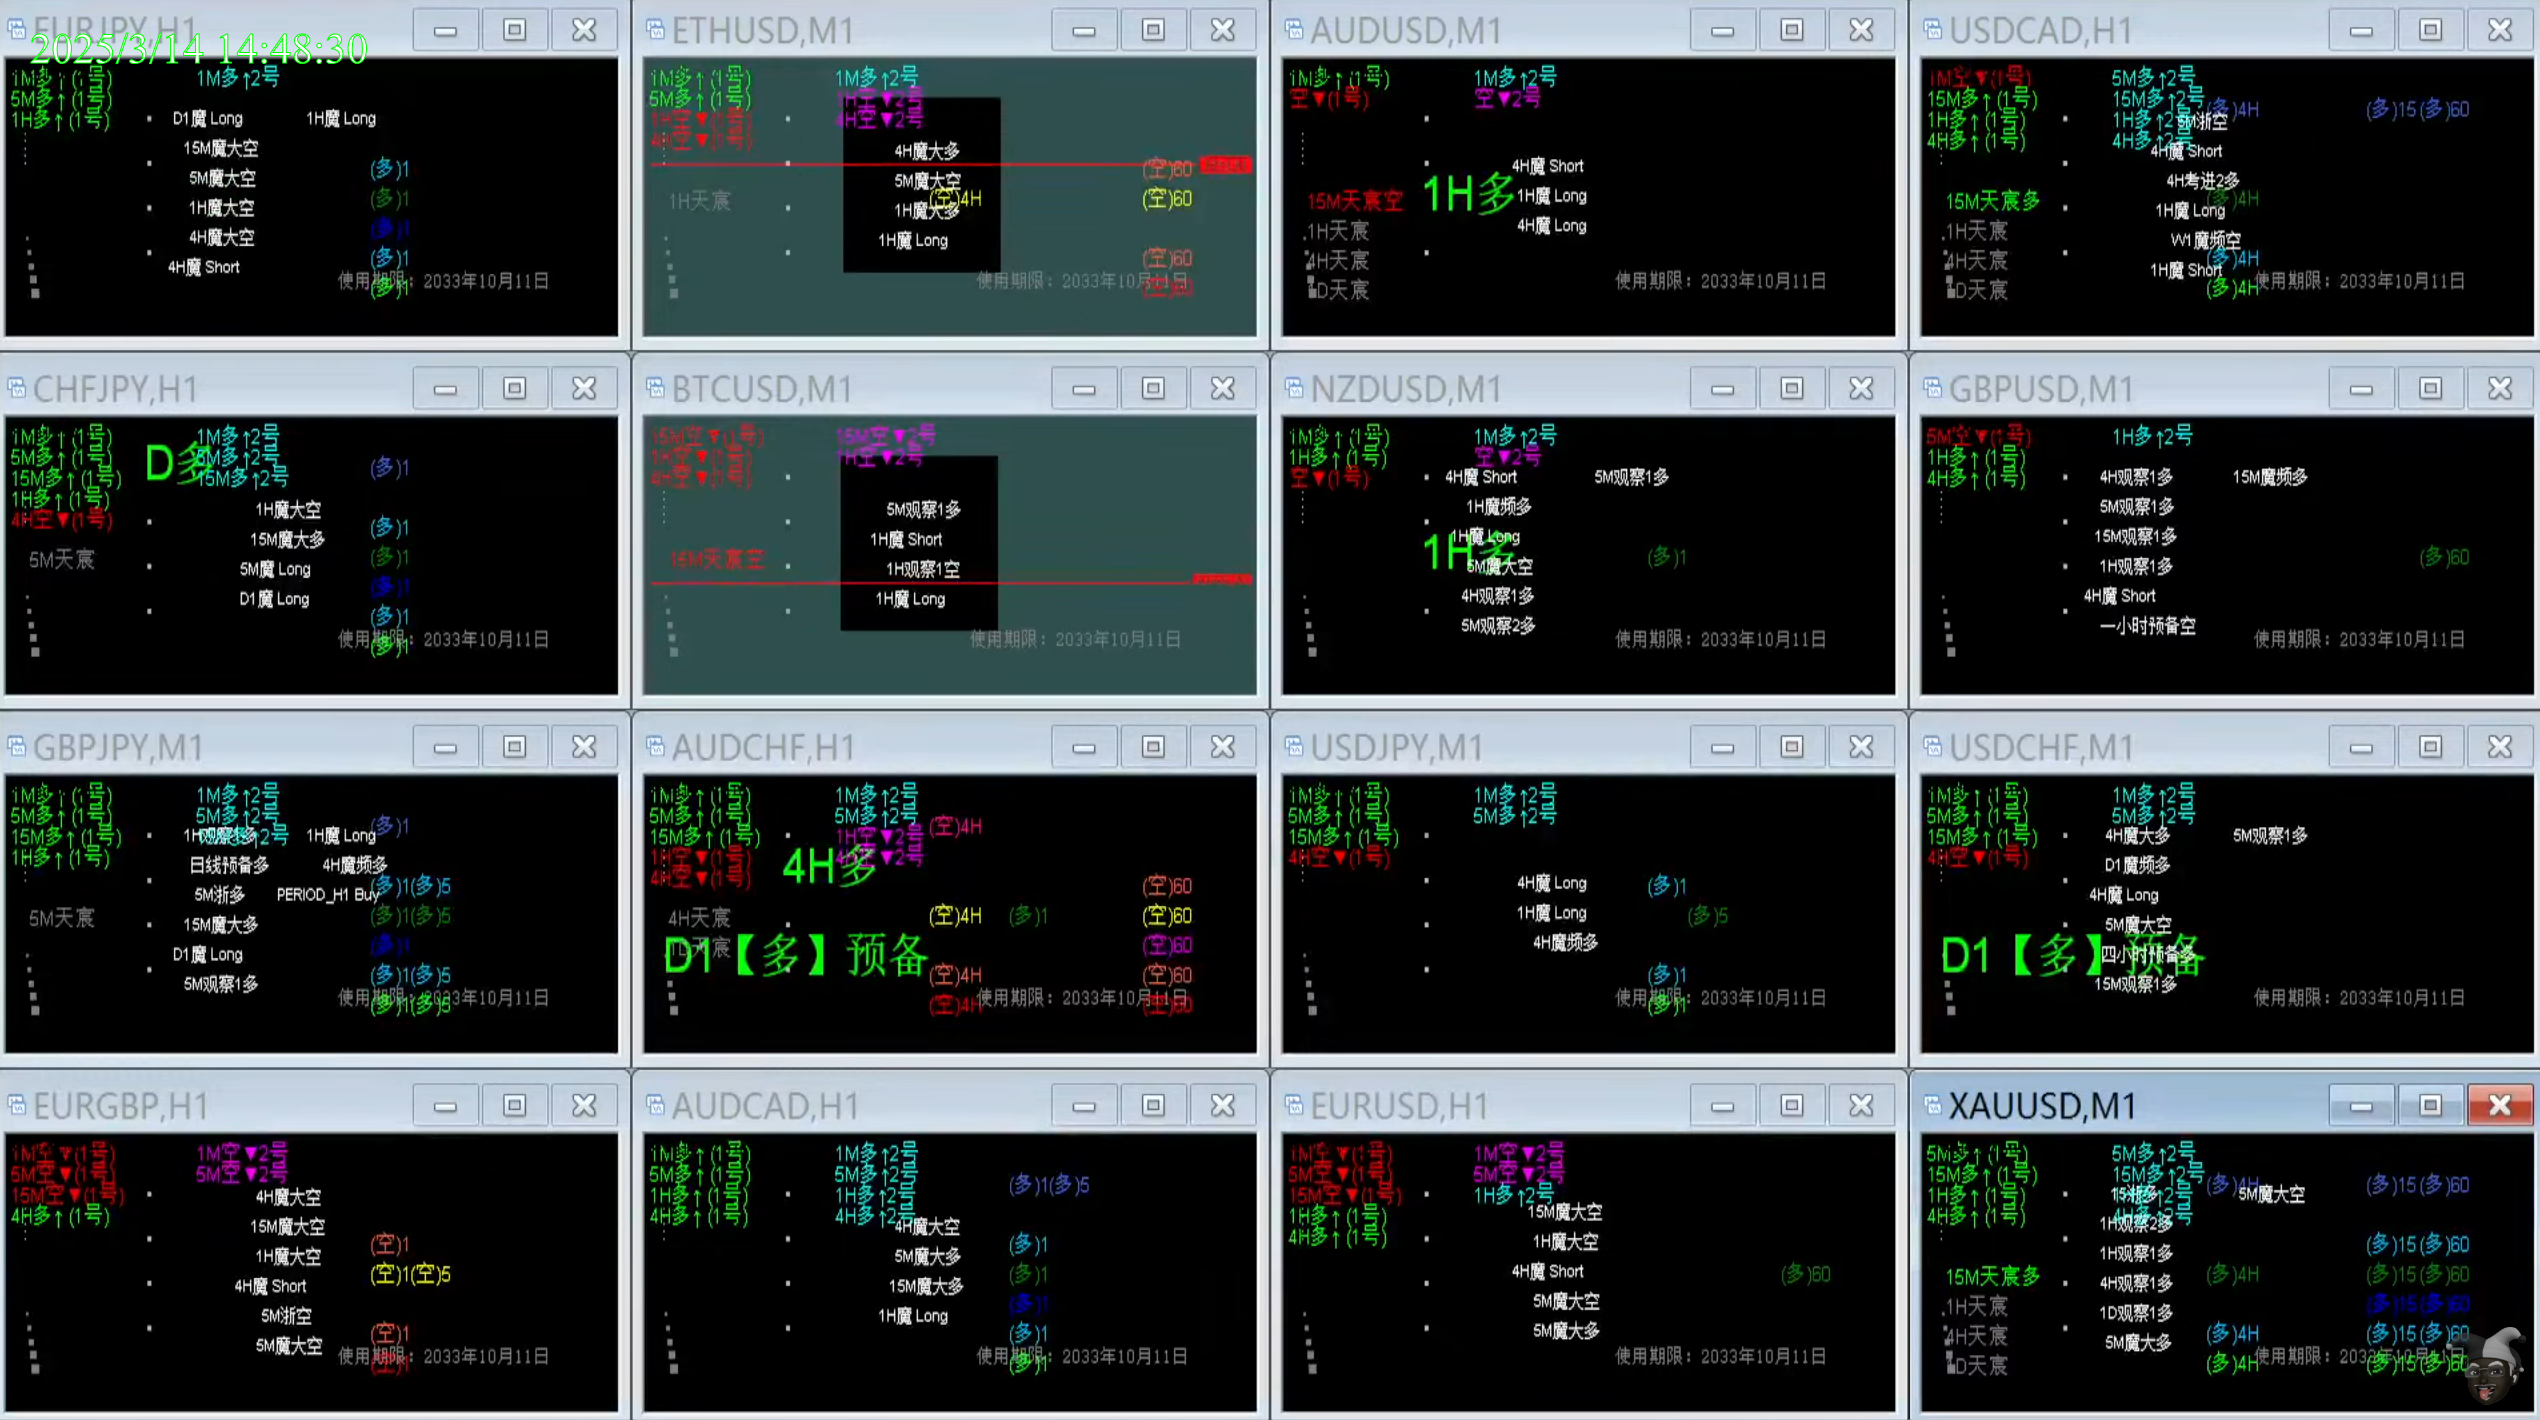 EURJPY,H1
2025/3/14 14:48:30
1M多↑(1号) 1M多↑2号
5M多↑(1号)
1H多↑(1号) D1魔 Long 1H魔 Long
15M魔大空
(多)1
5M魔大空
(多)1
1H魔大空
(多)1
4H魔大空
(多)1
4H魔 Short
使用期限：2033年10月11日
(多)1
ETHUSD,M1
1M多↑(1号) 1M多↑2号
5M多↑(1号) 1H空▼2号
1H空▼(1号) 4H空▼2号
4H空▼(1号)
4H魔大多
(空)60
5M魔大空
1H天宸 (空)4H (空)60
1H魔大多
1H魔 Long
(空)60
使用期限：2033年10月11日
(空)60
AUDUSD,M1
1M多↑(1号) 1M多↑2号
空▼(1号) 空▼2号
4H魔 Short
15M天宸空 1H多 1H魔 Long
1H天宸 4H魔 Long
4H天宸
D天宸 使用期限：2033年10月11日
USDCAD,H1
1M空▼(1号) 5M多↑2号
15M多↑(1号) 15M多↑2号 (多)4H (多)15(多)60
1H多↑(1号) 1H多↑2号 5M浙空
4H多↑(1号) 4H多↑2号
4H魔 Short
4H考进2多
15M天宸多 (多)4H
1H魔 Long
1H天宸 W1魔频空
4H天宸 (多)4H
1H魔 Short
D天宸 (多)4H 使用期限：2033年10月11日
CHFJPY,H1
1M多↑(1号) 1M多↑2号
5M多↑(1号) D多 5M多↑2号 (多)1
15M多↑(1号) 15M多↑2号
1H多↑(1号)
4H空▼(1号) 1H魔大空
(多)1
15M魔大多
5M天宸 (多)1
5M魔 Long
(多)1
D1魔 Long
(多)1
使用期限：2033年10月11日
(多)1
BTCUSD,M1
15M空▼(1号) 15M空▼2号
1H空▼(1号) 1H空▼2号
4H空▼(1号)
5M观察1多
1H魔 Short
15M天宸空
1H观察1空
1H魔 Long
使用期限：2033年10月11日
NZDUSD,M1
1M多↑(1号) 1M多↑2号
1H多↑(1号) 空▼2号
空▼(1号) 4H魔 Short 5M观察1多
1H魔频多
1H魔 Long
1H多 (多)1
5M魔大空
4H观察1多
5M观察2多
使用期限：2033年10月11日
GBPUSD,M1
5M空▼(1号) 1H多↑2号
1H多↑(1号)
4H多↑(1号) 4H观察1多 15M魔频多
5M观察1多
15M观察1多
(多)60
1H观察1多
4H魔 Short
一小时预备空
使用期限：2033年10月11日
GBPJPY,M1
1M多↑(1号) 1M多↑2号
5M多↑(1号) 5M多↑2号 (多)1
15M多↑(1号) 1H观察1多 1H魔 Long
1H多↑(1号) 日线预备多 4H魔频多
(多)1(多)5
5M浙多 PERIOD_H1 Buy
5M天宸 15M魔大多 (多)1(多)5
(多)1
D1魔 Long
(多)1(多)5
5M观察1多
使用期限：2033年10月11日
(多)1(多)5
AUDCHF,H1
1M多↑(1号) 1M多↑2号
5M多↑(1号) 5M多↑2号 (空)4H
15M多↑(1号) 1H空▼2号
1H空▼(1号) 4H多 4H空▼2号
4H空▼(1号) (空)60
4H天宸 (空)4H (多)1 (空)60
D1【多】预备 (空)60
(空)4H (空)60
(空)4H 使用期限：2033年10月11日 (空)60
USDJPY,M1
1M多↑(1号) 1M多↑2号
5M多↑(1号) 5M多↑2号
15M多↑(1号)
4H空▼(1号)
4H魔 Long (多)1
1H魔 Long (多)5
4H魔频多
(多)1
使用期限：2033年10月11日
(多)1
USDCHF,M1
1M多↑(1号) 1M多↑2号
5M多↑(1号) 5M多↑2号
15M多↑(1号) 4H魔大多 5M观察1多
4H空▼(1号) D1魔频多
4H魔 Long
5M魔大空
D1【多】预备 四小时预备多
15M观察1多
使用期限：2033年10月11日
EURGBP,H1
1M空▼(1号) 1M空▼2号
5M空▼(1号) 5M空▼2号
15M空▼(1号) 4H魔大空
4H多↑(1号) 15M魔大空
(空)1
1H魔大空
(空)1(空)5
4H魔 Short
5M浙空
(空)1
5M魔大空
使用期限：2033年10月11日
(空)1
AUDCAD,H1
1M多↑(1号) 1M多↑2号
5M多↑(1号) 5M多↑2号 (多)1(多)5
1H多↑(1号) 1H多↑2号
4H多↑(1号) 4H多↑2号
4H魔大空
(多)1
5M魔大多
(多)1
15M魔大多
(多)1
1H魔 Long
(多)1
使用期限：2033年10月11日
(多)1
EURUSD,H1
1M空▼(1号) 1M空▼2号
5M空▼(1号) 5M空▼2号
15M空▼(1号) 1H多↑2号
1H多↑(1号) 15M魔大空
4H多↑(1号) 1H魔大空
4H魔 Short (多)60
5M魔大空
5M魔大多
使用期限：2033年10月11日
XAUUSD,M1
5M多↑(1号) 5M多↑2号
15M多↑(1号) 15M多↑2号 (多)4H (多)15(多)60
1H多↑(1号) 5M魔大空
4H多↑(1号) 1H观察2多
(多)15(多)60
1H观察1多
15M天宸多 4H观察1多 (多)4H (多)15(多)60
1H天宸 1D观察1多 (多)15(多)60
4H天宸 5M魔大多 (多)4H (多)15(多)60
D天宸 (多)4H 使用期限：2033年10月11日 (多)15(多)60